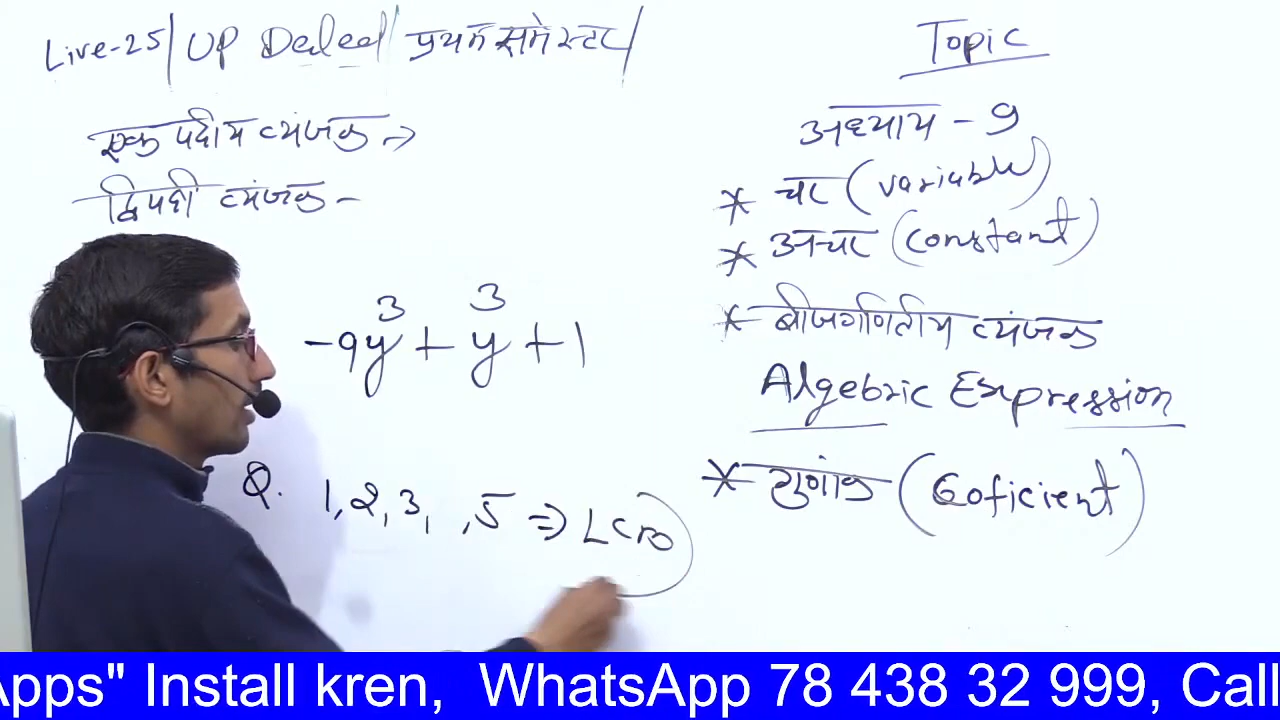 Live-25/ UP Deled/ प्रथम सेमेस्टर/
एक पदीय व्यंजक →
द्विपदी व्यंजक -
-9y³ + y³ + 1
Q. 1, 2, 3, , 5 ⇒ LCM
Topic
अध्याय - 9
* चर (variable)
* अचर (constant)
* बीजगणितीय व्यंजक
Algebric Expression
* गुणांक (Coficient)
Apps" Install kren, WhatsApp 78 438 32 999, Call